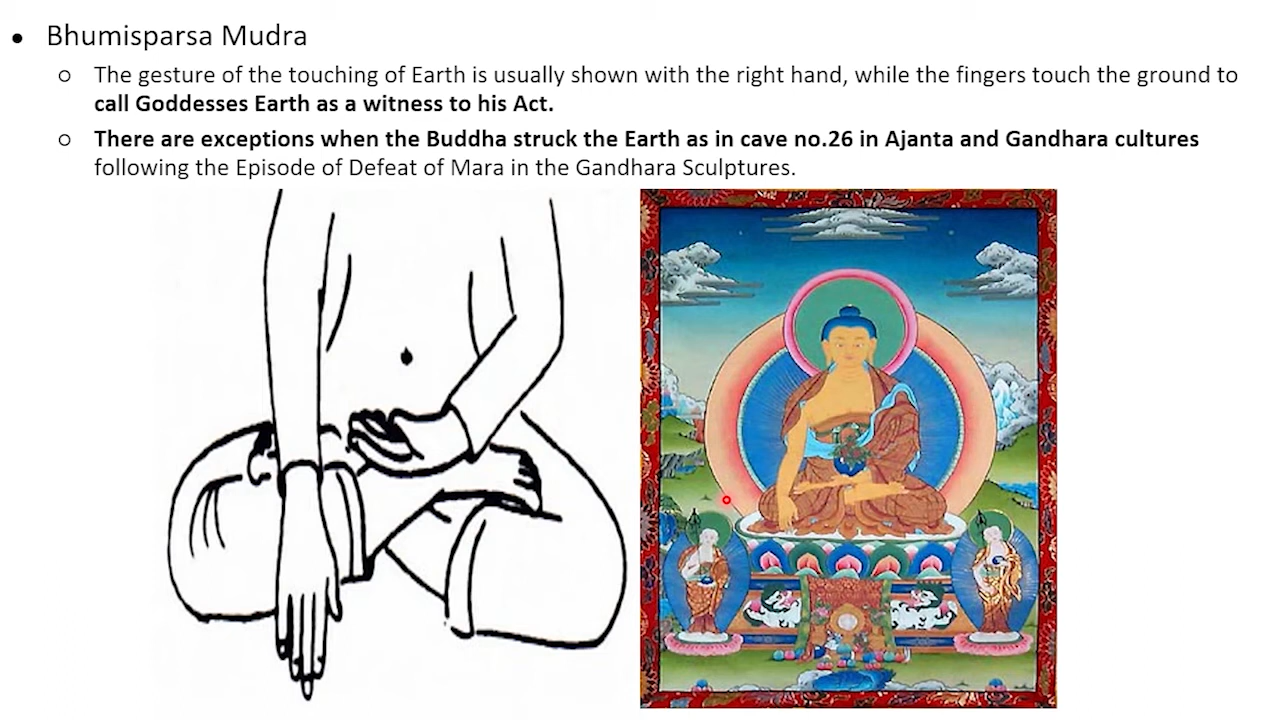 • Bhumisparsa Mudra
○ The gesture of the touching of Earth is usually shown with the right hand, while the fingers touch the ground to
call Goddesses Earth as a witness to his Act.
○ There are exceptions when the Buddha struck the Earth as in cave no.26 in Ajanta and Gandhara cultures
following the Episode of Defeat of Mara in the Gandhara Sculptures.